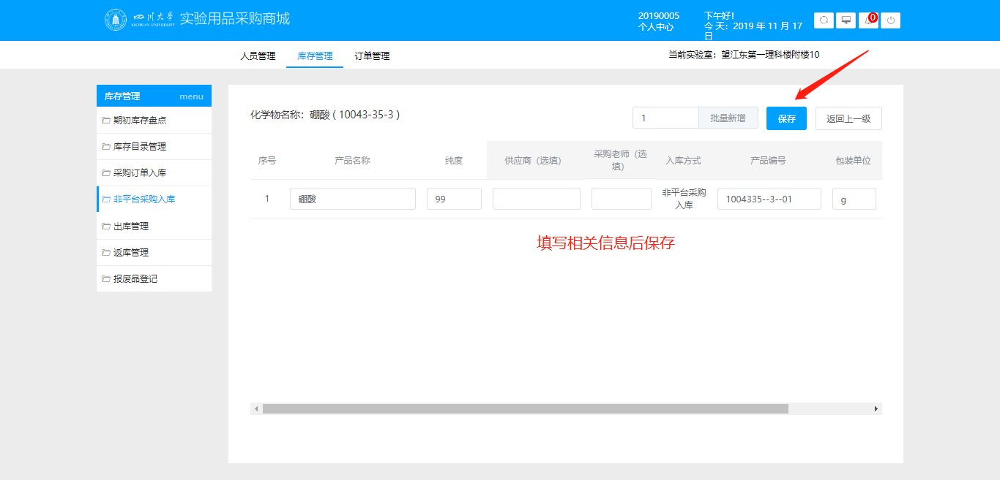 四川大学 实验用品采购商城
SICHUAN UNIVERSITY
20190005
个人中心
下午好!
今天: 2019 年 11 月 17
日
0
人员管理 库存管理 订单管理
当前实验室：望江东第一理科楼附楼10
库存管理 menu
期初库存盘点
库存目录管理
采购订单入库
非平台采购入库
出库管理
返库管理
报废品登记
化学物名称：硼酸 ( 10043-35-3 )
1 批量新增 保存 返回上一级
序号 产品名称 纯度 供应商（选填） 采购老师（选
填） 入库方式 产品编号 包装单位
1 硼酸 99 非平台采购
入库 1004335--3--01 g
填写相关信息后保存